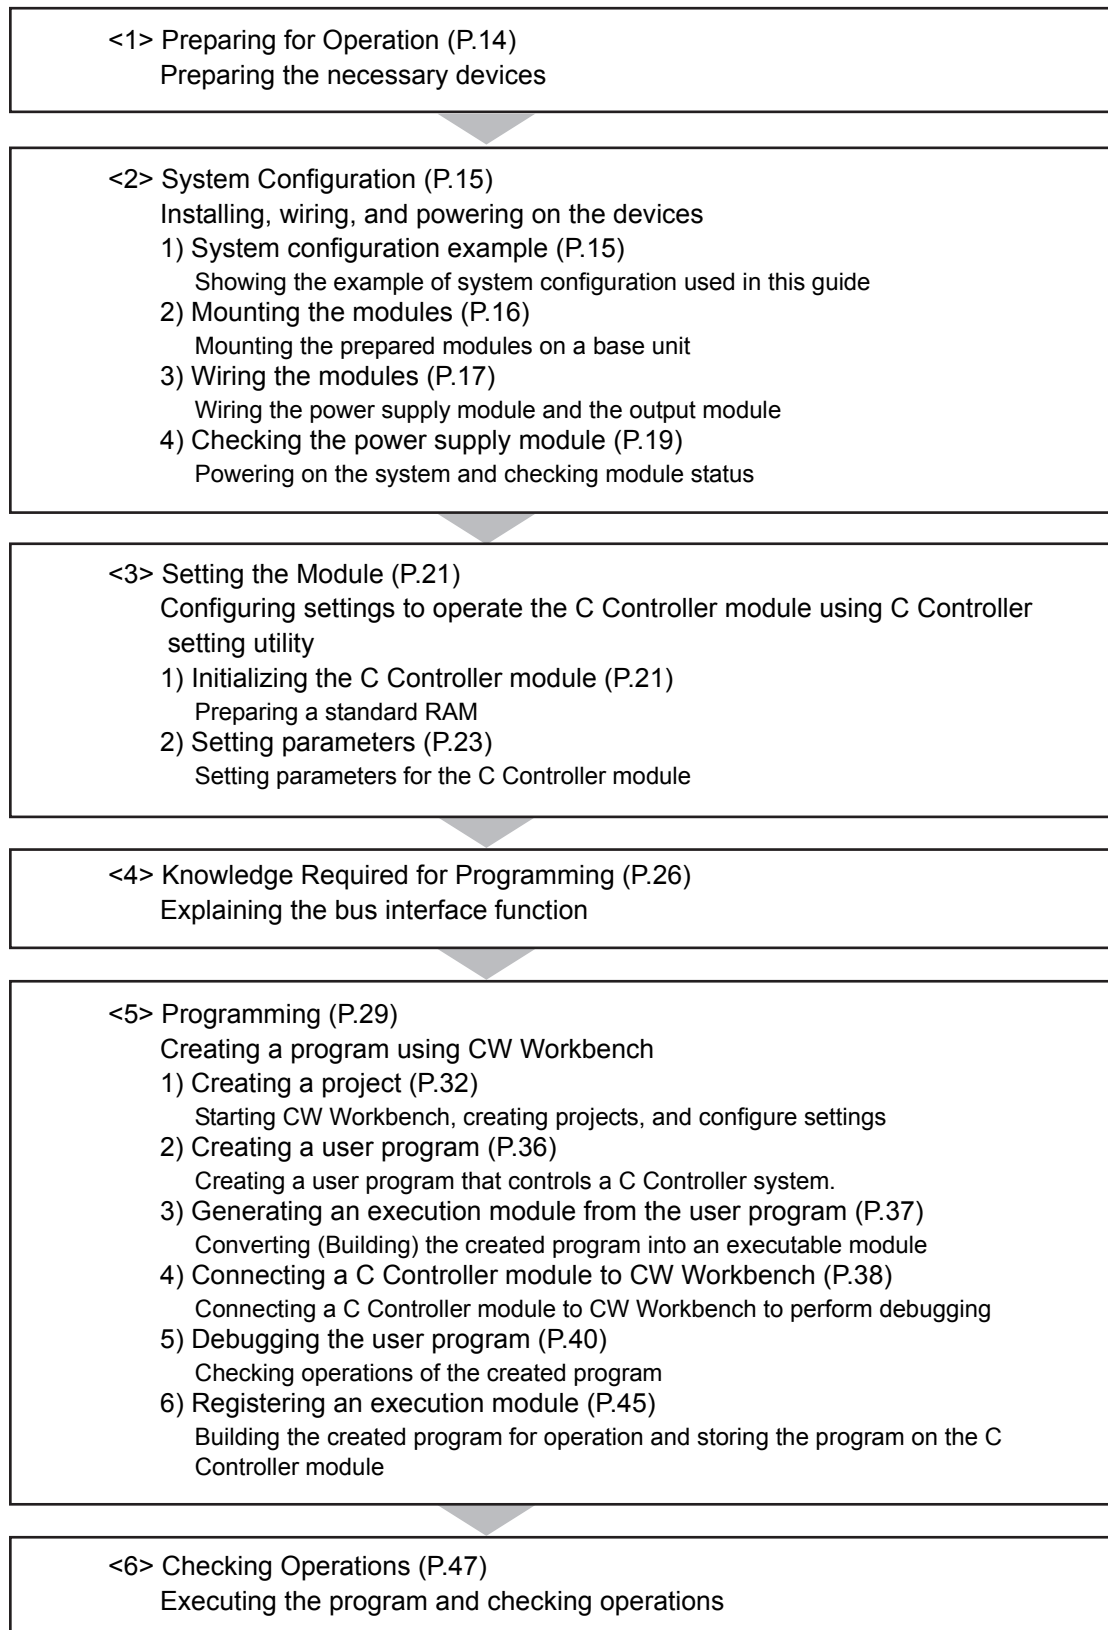 <1> Preparing for Operation (P.14)
Preparing the necessary devices
<2> System Configuration (P.15)
Installing, wiring, and powering on the devices
1) System configuration example (P.15)
Showing the example of system configuration used in this guide
2) Mounting the modules (P.16)
Mounting the prepared modules on a base unit
3) Wiring the modules (P.17)
Wiring the power supply module and the output module
4) Checking the power supply module (P.19)
Powering on the system and checking module status
<3> Setting the Module (P.21)
Configuring settings to operate the C Controller module using C Controller
setting utility
1) Initializing the C Controller module (P.21)
Preparing a standard RAM
2) Setting parameters (P.23)
Setting parameters for the C Controller module
<4> Knowledge Required for Programming (P.26)
Explaining the bus interface function
<5> Programming (P.29)
Creating a program using CW Workbench
1) Creating a project (P.32)
Starting CW Workbench, creating projects, and configure settings
2) Creating a user program (P.36)
Creating a user program that controls a C Controller system.
3) Generating an execution module from the user program (P.37)
Converting (Building) the created program into an executable module
4) Connecting a C Controller module to CW Workbench (P.38)
Connecting a C Controller module to CW Workbench to perform debugging
5) Debugging the user program (P.40)
Checking operations of the created program
6) Registering an execution module (P.45)
Building the created program for operation and storing the program on the C
Controller module
<6> Checking Operations (P.47)
Executing the program and checking operations